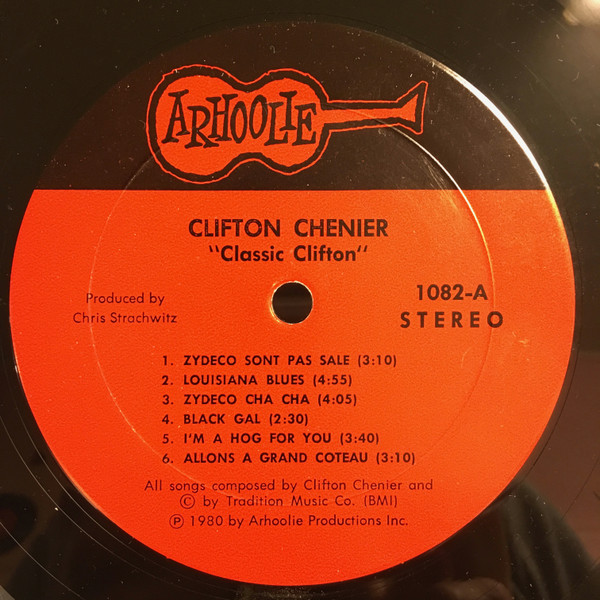 ARHOOLIE
CLIFTON CHENIER
"Classic Clifton"
Produced by
Chris Strachwitz
1082-A
STEREO
1. ZYDECO SONT PAS SALE (3:10)
2. LOUISIANA BLUES (4:55)
3. ZYDECO CHA CHA (4:05)
4. BLACK GAL (2:30)
5. I'M A HOG FOR YOU (3:40)
6. ALLONS A GRAND COTEAU (3:10)
All songs composed by Clifton Chenier and
© by Tradition Music Co. (BMI)
℗ 1980 by Arhoolie Productions Inc.